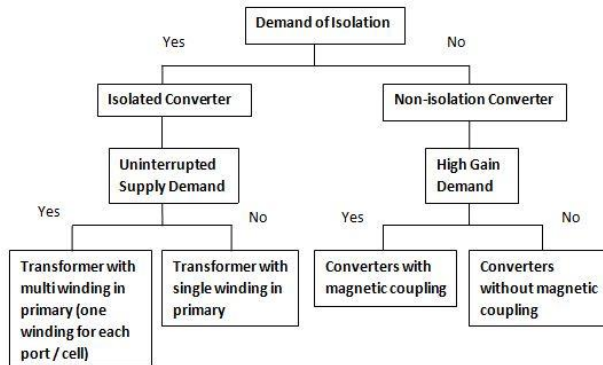 Demand of Isolation
Yes
No
Isolated Converter
Non-isolation Converter
Uninterrupted
Supply Demand
High Gain
Demand
Yes
No
Yes
No
Transformer with
multi winding in
primary (one
winding for each
port / cell)
Transformer with
single winding in
primary
Converters with
magnetic coupling
Converters
without magnetic
coupling